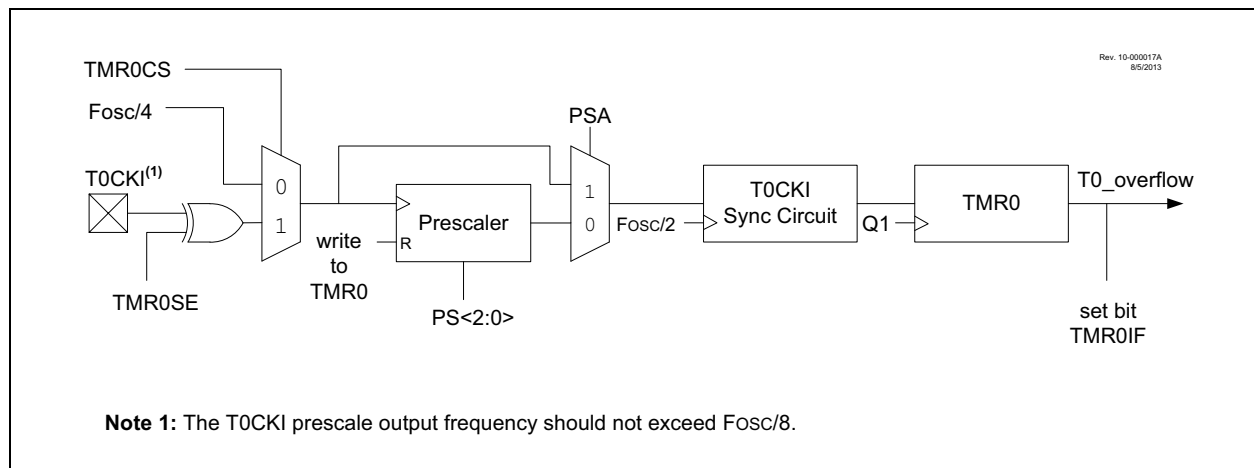 Rev. 10-000017A
8/5/2013
TMR0CS
Fosc/4
PSA
T0CKI(1)
0
1
Prescaler
R
1
0
FOSC/2
T0CKI
Sync Circuit
Q1
TMR0
T0_overflow
write
to
TMR0
TMR0SE
PS<2:0>
set bit
TMR0IF
Note 1: The T0CKI prescale output frequency should not exceed FOSC/8.